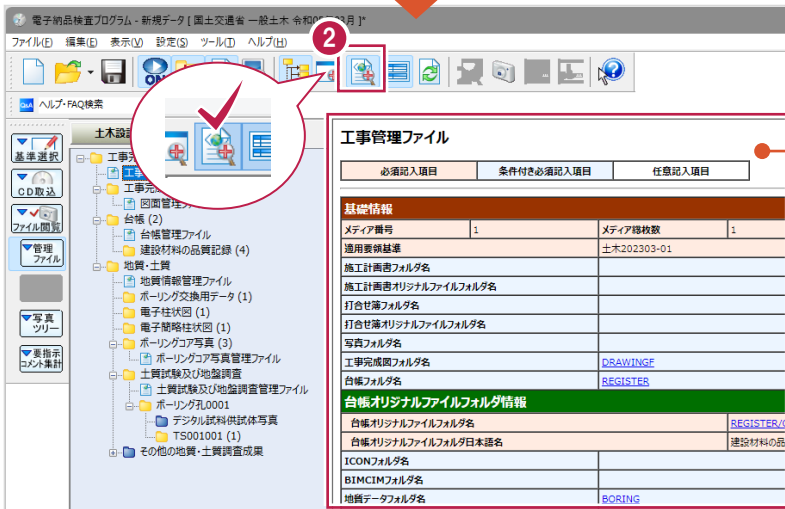 電子納品検査プログラム - 新規データ [ 国土交通省 一般土木 令和0
3月 ]*
ファイル(F) 編集(E) 表示(V) 設定(S) ツール(T) ヘルプ(H)
2
ON
Q&A ヘルプ・FAQ検索
基準選択
CD取込
ファイル閲覧
管理ファイル
写真ツリー
要指示コメント集計
土木設
工事完
図面管理
台帳 (2)
台帳管理ファイル
建設材料の品質記録 (4)
地質・土質
地質情報管理ファイル
ボーリング交換用データ (1)
電子柱状図 (1)
電子簡略柱状図 (1)
ボーリングコア写真 (3)
ボーリングコア写真管理ファイル
土質試験及び地盤調査
土質試験及び地盤調査管理ファイル
ボーリング孔0001
デジタル試料供試体写真
TS001001 (1)
その他の地質・土質調査成果
工事管理ファイル
必須記入項目 条件付き必須記入項目 任意記入項目
基礎情報
メディア番号 1 メディア総枚数 1
適用要領基準 土木202303-01
施工計画書フォルダ名
施工計画書オリジナルファイルフォルダ名
打合せ簿フォルダ名
打合せ簿オリジナルファイルフォルダ名
写真フォルダ名
工事完成図フォルダ名 DRAWINGF
台帳フォルダ名 REGISTER
台帳オリジナルファイルフォルダ情報
台帳オリジナルファイルフォルダ名 REGISTER/
台帳オリジナルファイルフォルダ日本語名 建設材料の品
ICONフォルダ名
BIMCIMフォルダ名
地質データフォルダ名 BORING